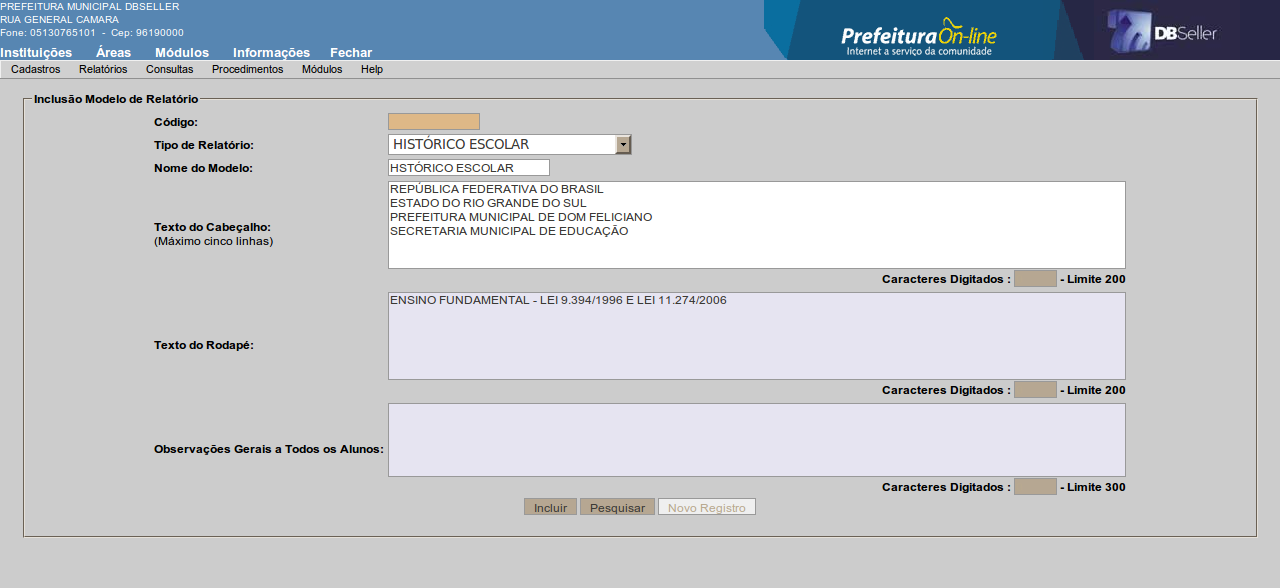 PREFEITURA MUNICIPAL DBSELLER
RUA GENERAL CAMARA
Fone: 05130765101 - Cep: 96190000
Prefeitura On-line
Internet a serviço da comunidade
DBSeller
Instituições Áreas Módulos Informações Fechar
Cadastros Relatórios Consultas Procedimentos Módulos Help
Inclusão Modelo de Relatório
Código:
Tipo de Relatório: HISTÓRICO ESCOLAR
Nome do Modelo: HSTÓRICO ESCOLAR
Texto do Cabeçalho:
(Máximo cinco linhas)
REPÚBLICA FEDERATIVA DO BRASIL
ESTADO DO RIO GRANDE DO SUL
PREFEITURA MUNICIPAL DE DOM FELICIANO
SECRETARIA MUNICIPAL DE EDUCAÇÃO
Caracteres Digitados : - Limite 200
Texto do Rodapé:
ENSINO FUNDAMENTAL - LEI 9.394/1996 E LEI 11.274/2006
Caracteres Digitados : - Limite 200
Observações Gerais a Todos os Alunos:
Caracteres Digitados : - Limite 300
Incluir Pesquisar Novo Registro